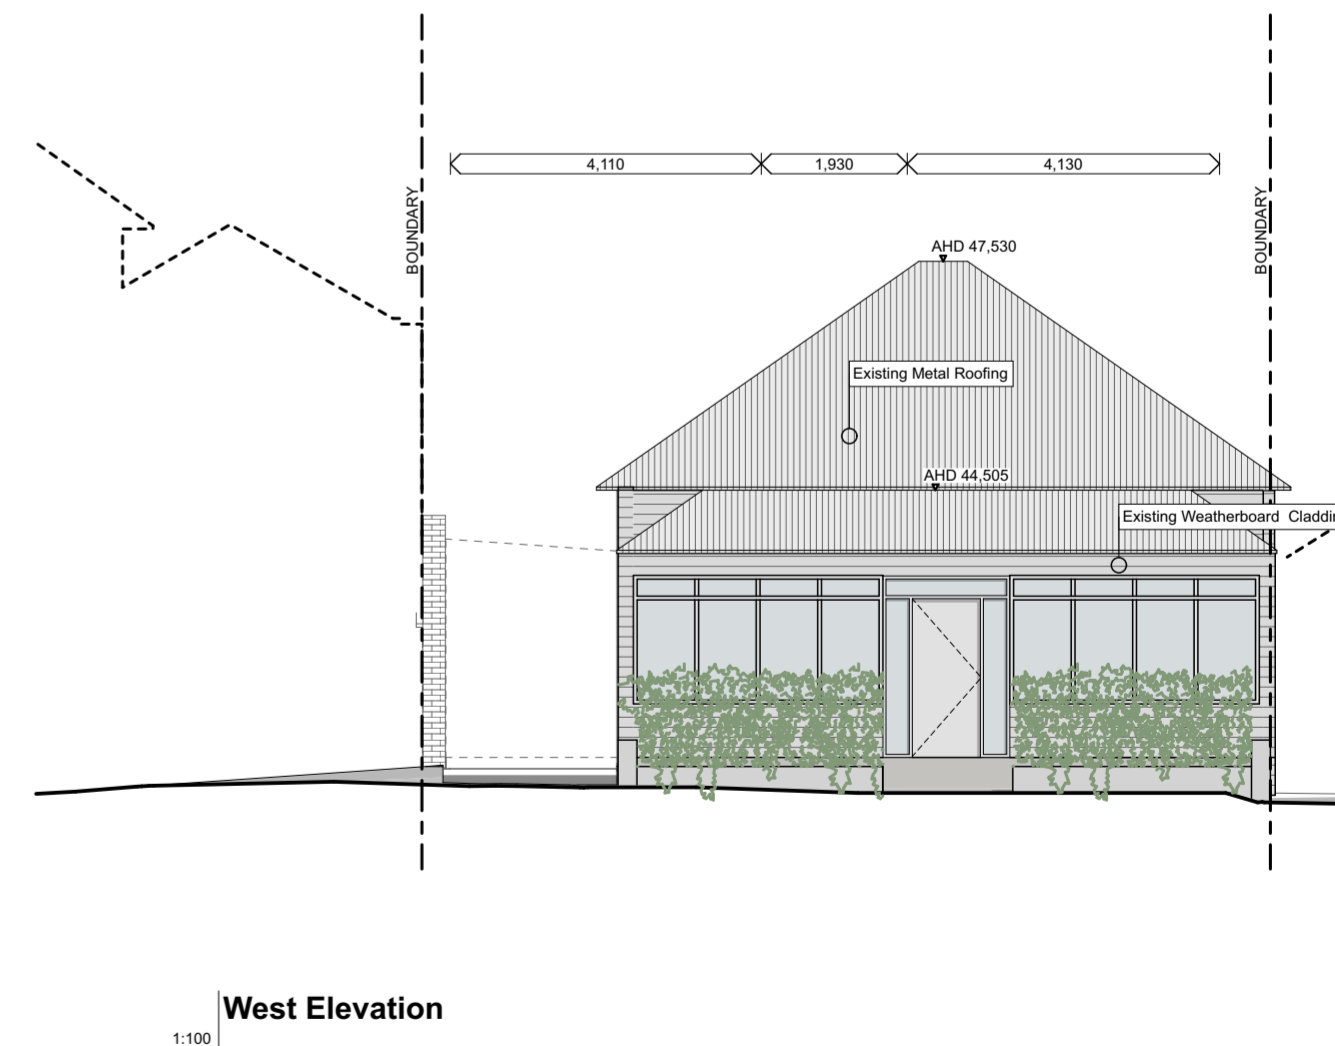 4,110
1,930
4,130
BOUNDARY
BOUNDARY
AHD 47,530
Existing Metal Roofing
AHD 44,505
Existing Weatherboard
West Elevation
1:100